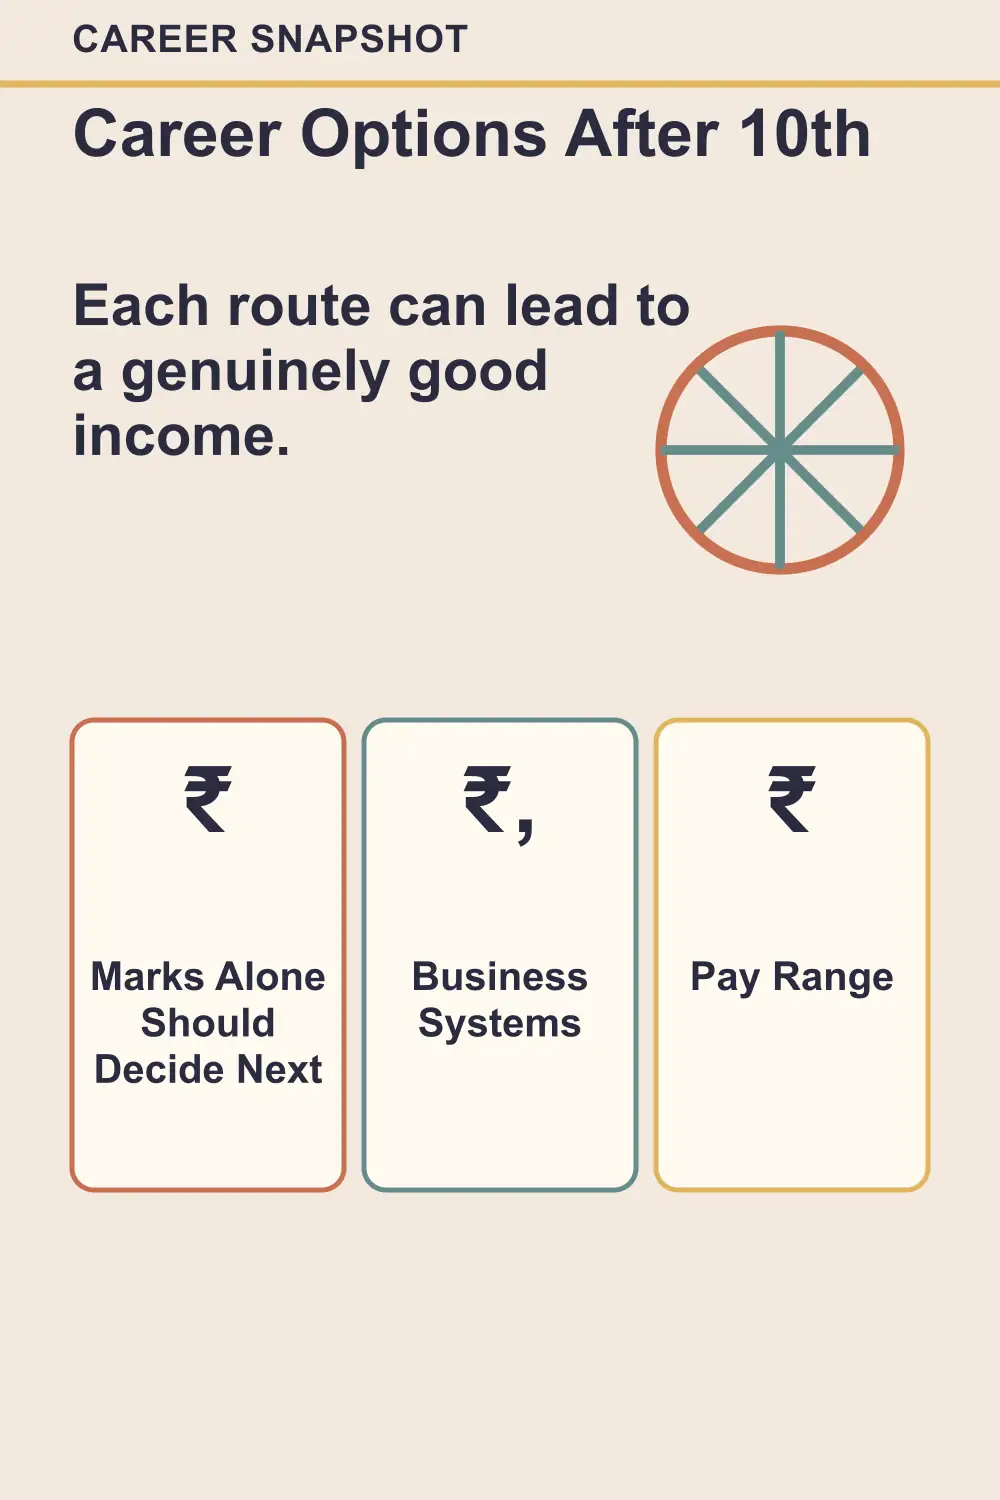 CAREER SNAPSHOT
Career Options After 10th
Each route can lead to
a genuinely good
income.
₹
Marks Alone
Should
Decide Next
₹,
Business
Systems
₹
Pay Range